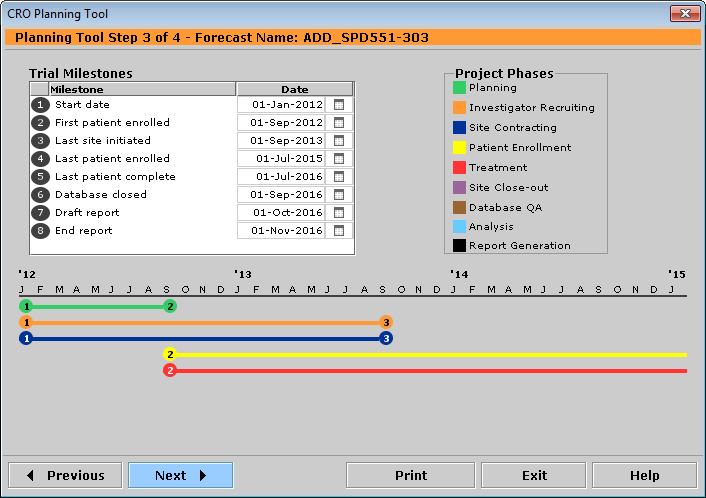 CRO Planning Tool
Planning Tool Step 3 of 4 - Forecast Name: ADD_SPD551-303
Trial Milestones
Milestone Date
1 Start date 01-Jan-2012
2 First patient enrolled 01-Sep-2012
3 Last site initiated 01-Sep-2013
4 Last patient enrolled 01-Jul-2015
5 Last patient complete 01-Jul-2016
6 Database closed 01-Sep-2016
7 Draft report 01-Oct-2016
8 End report 01-Nov-2016
Project Phases
Planning
Investigator Recruiting
Site Contracting
Patient Enrollment
Treatment
Site Close-out
Database QA
Analysis
Report Generation
'12 '13 '14 '15
J F M A M J J A S O N D J F M A M J J A S O N D J F M A M J J A S O N D J
1 2
1 3
1 3
2
2
Previous Next Print Exit Help